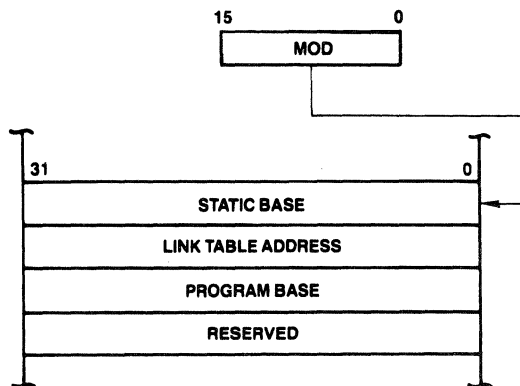 15 0
MOD
31 0
STATIC BASE
LINK TABLE ADDRESS
PROGRAM BASE
RESERVED